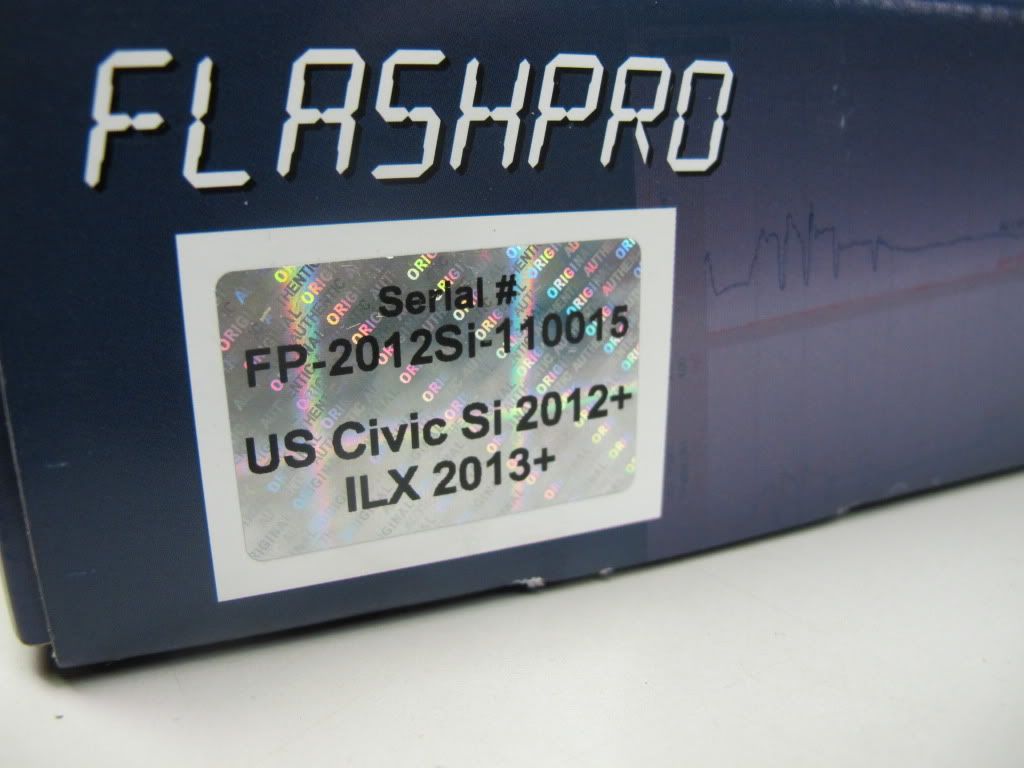 FLASHPRO
Serial #
FP-2012Si-110015
US Civic Si 2012+
ILX 2013+